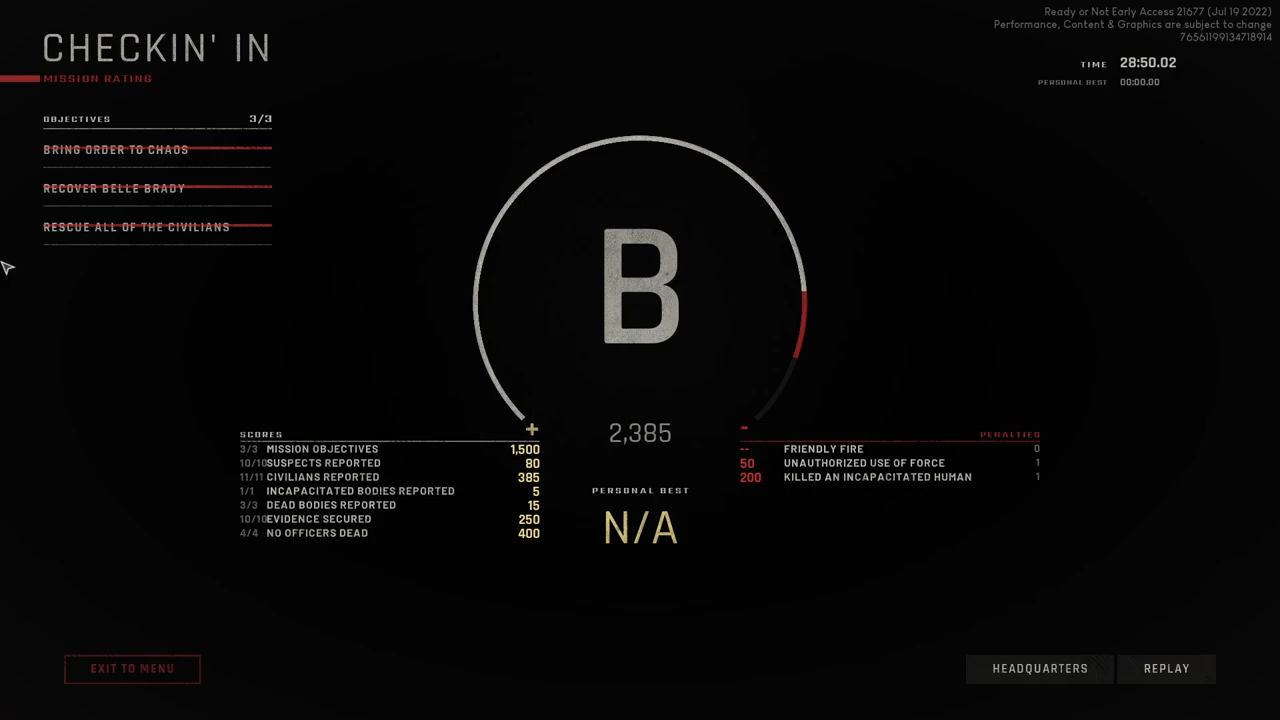 Ready or Not Early Access 21677 (Jul 19 2022)
Performance, Content & Graphics are subject to change
76561199134718914
CHECKIN' IN
MISSION RATING
TIME 28:50.02
PERSONAL BEST 00:00.00
OBJECTIVES 3/3
BRING ORDER TO CHAOS
RECOVER BELLE BRADY
RESCUE ALL OF THE CIVILIANS
B
2,385
PERSONAL BEST
N/A
SCORES +
3/3 MISSION OBJECTIVES 1,500
10/10 SUSPECTS REPORTED 80
11/11 CIVILIANS REPORTED 385
1/1 INCAPACITATED BODIES REPORTED 5
3/3 DEAD BODIES REPORTED 15
10/10 EVIDENCE SECURED 250
4/4 NO OFFICERS DEAD 400
- PENALTIES
-- FRIENDLY FIRE 0
50 UNAUTHORIZED USE OF FORCE 1
200 KILLED AN INCAPACITATED HUMAN 1
EXIT TO MENU
HEADQUARTERS
REPLAY